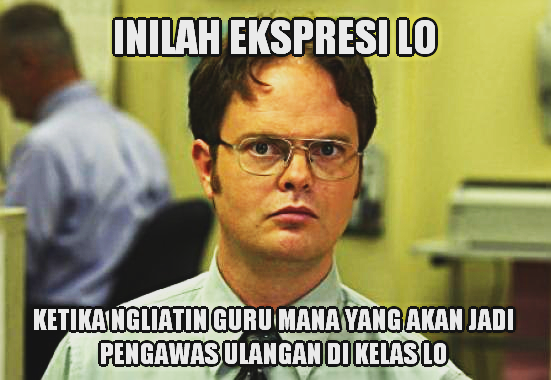 INILAH EKSPRESI LO
KETIKA NGLIATIN GURU MANA YANG AKAN JADI
PENGAWAS ULANGAN DI KELAS LO